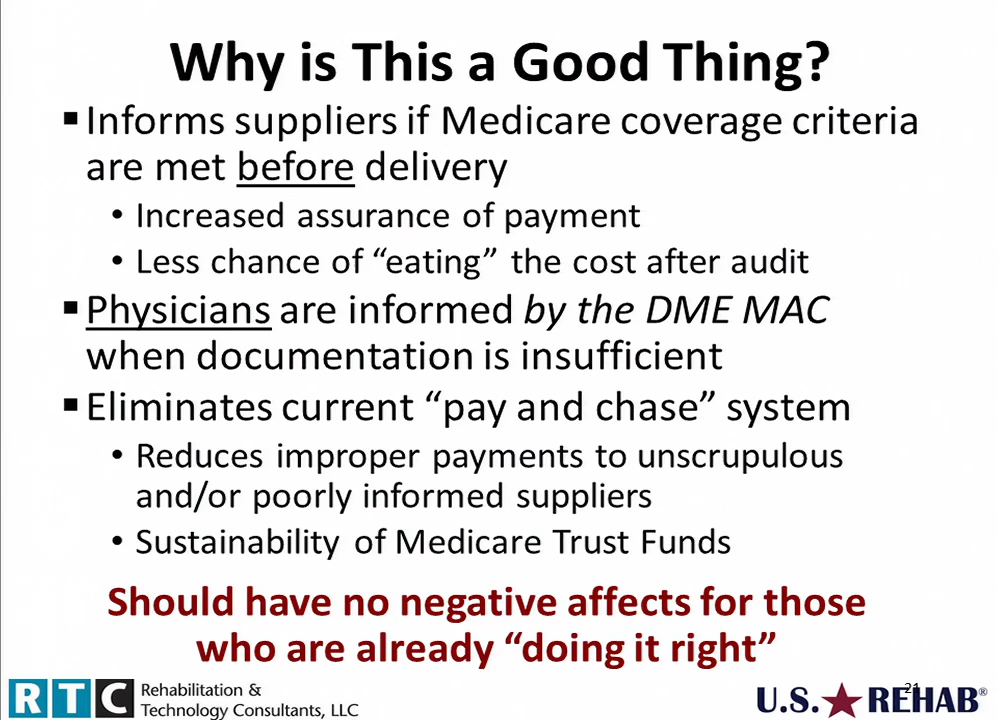 Why is This a Good Thing?
▪ Informs suppliers if Medicare coverage criteria
are met before delivery
• Increased assurance of payment
• Less chance of “eating” the cost after audit
▪ Physicians are informed by the DME MAC
when documentation is insufficient
▪ Eliminates current “pay and chase” system
• Reduces improper payments to unscrupulous
and/or poorly informed suppliers
• Sustainability of Medicare Trust Funds
Should have no negative affects for those
who are already “doing it right”
RTC Rehabilitation &
Technology Consultants, LLC
21
U.S. REHAB®